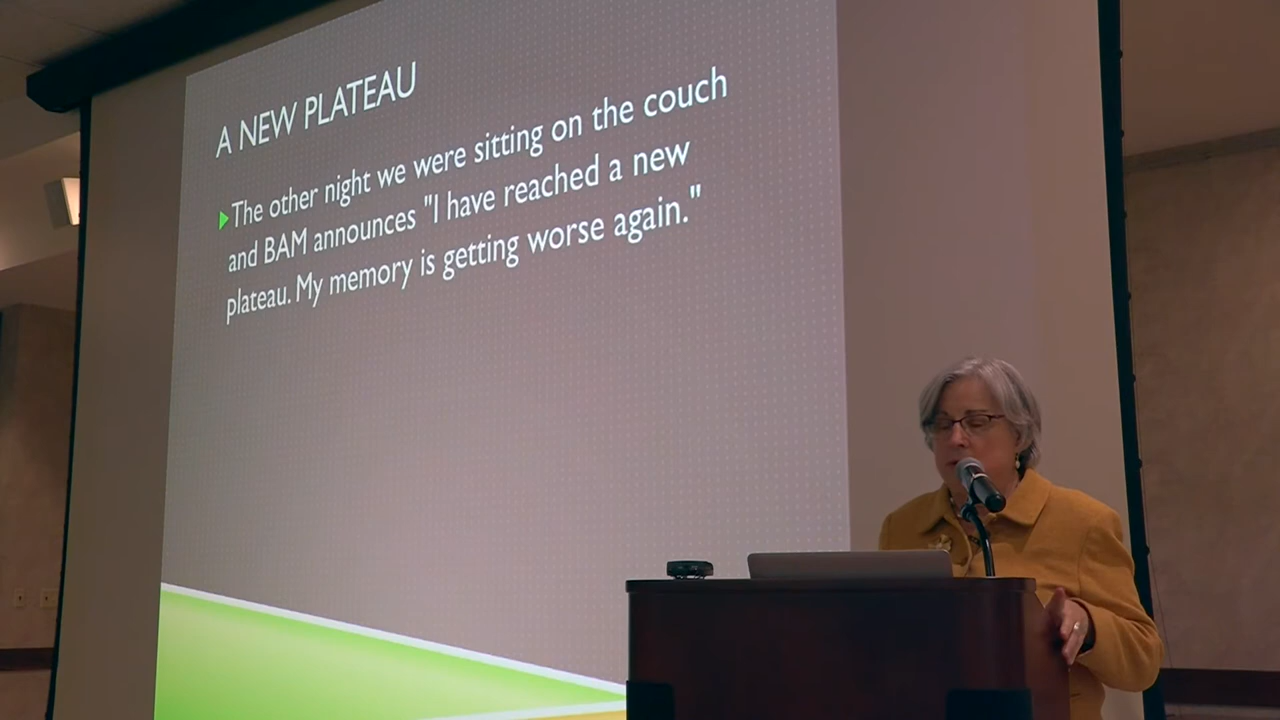 A NEW PLATEAU
The other night we were sitting on the couch
and BAM announces "I have reached a new
plateau. My memory is getting worse again."